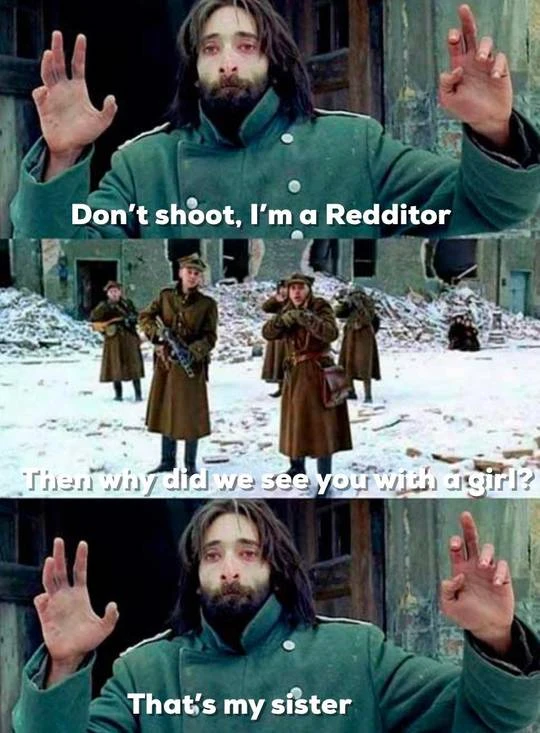 Don't shoot, I'm a Redditor
Then why did we see you with a girl?
That's my sister